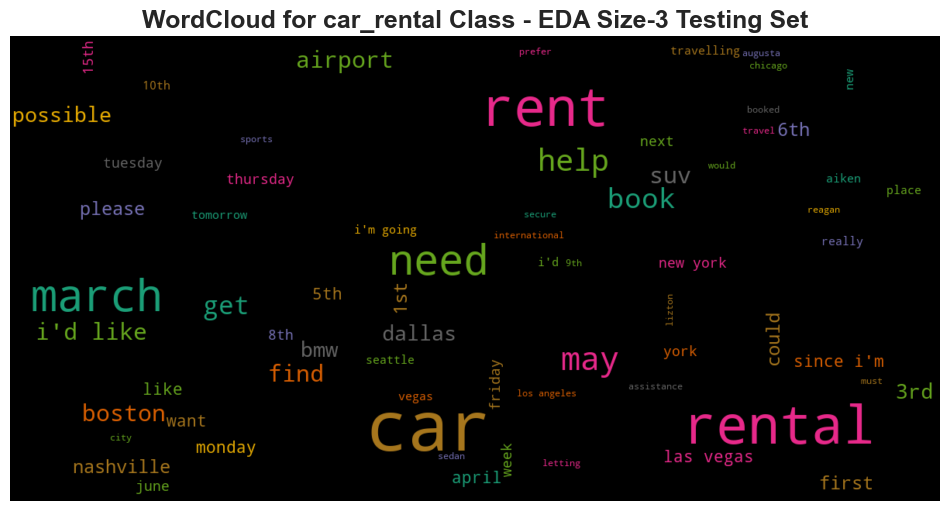 WordCloud for car_rental Class - EDA Size-3 Testing Set
15th
airport
prefer
travelling
augusta
chicago
new
10th
possible
rent
booked
travel
6th
sports
next
help
would
tuesday
thursday
suv
aiken
place
please
tomorrow
book
secure
reagan
i'm going
international
really
need
i'd
9th
new york
march
get
5th
1st
lizton
i'd like
8th
dallas
could
bmw
seattle
may
york
since i'm
find
friday
assistance
must
like
vegas
los angeles
3rd
boston
want
car
rental
city
monday
sedan
week
letting
las vegas
nashville
june
april
first